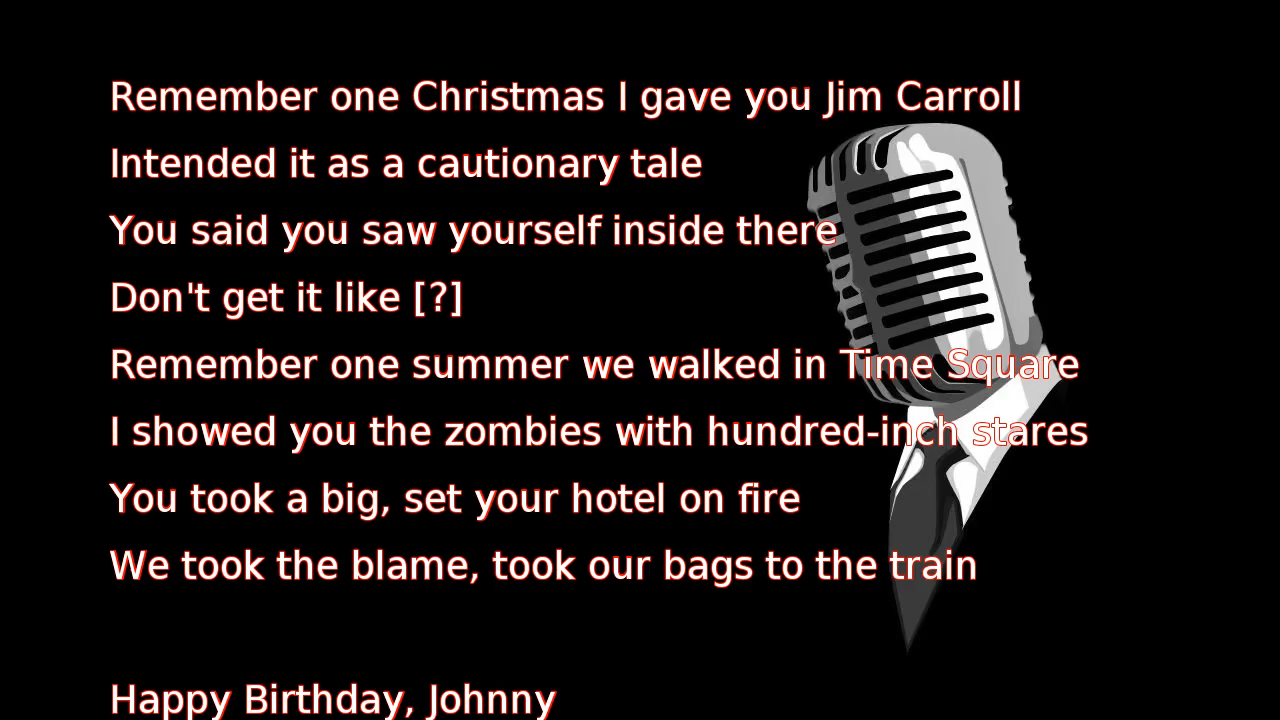 Remember one Christmas I gave you Jim Carroll
Intended it as a cautionary tale
You said you saw yourself inside there
Don't get it like [?]
Remember one summer we walked in Time Square
I showed you the zombies with hundred-inch stares
You took a big, set your hotel on fire
We took the blame, took our bags to the train
Happy Birthday, Johnny